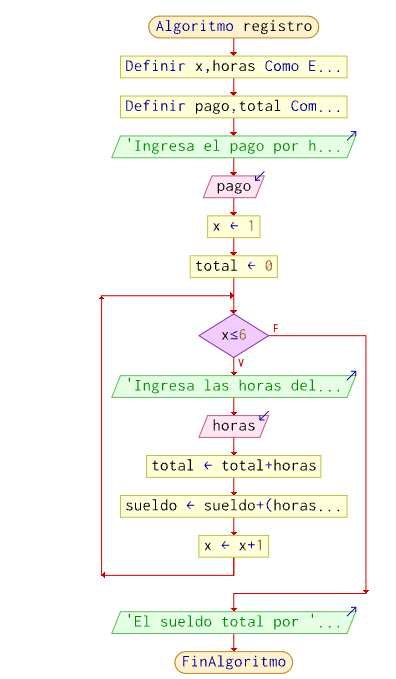 Algoritmo registro
Definir x,horas Como E...
Definir pago,total Com...
'Ingresa el pago por h...
pago
x ← 1
total ← 0
x≤6
F
V
'Ingresa las horas del...
horas
total ← total+horas
sueldo ← sueldo+(horas...
x ← x+1
'El sueldo total por '...
FinAlgoritmo